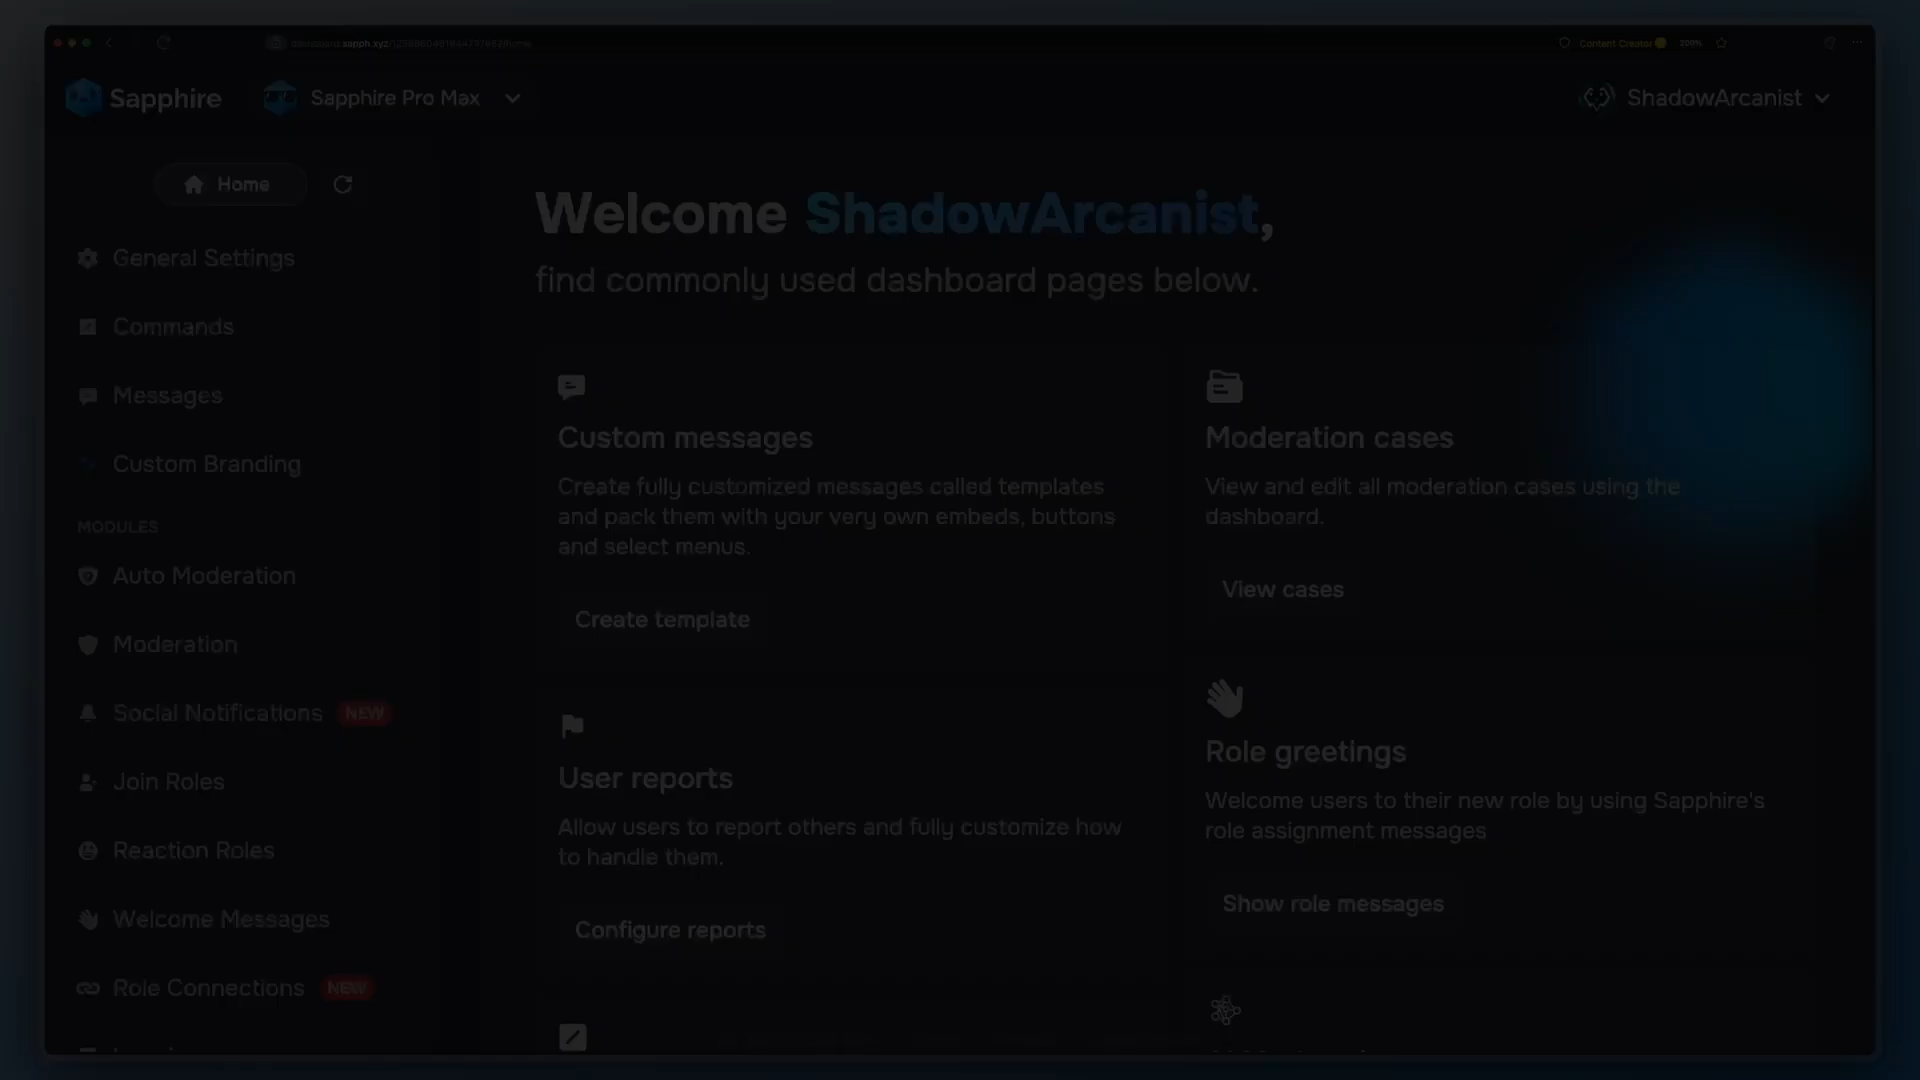 Content Creator
200%
Sapphire
Sapphire Pro Max
ShadowArcanist
Home
General Settings
Commands
Messages
Custom Branding
MODULES
Auto Moderation
Moderation
Social Notifications NEW
Join Roles
Reaction Roles
Welcome Messages
Role Connections NEW
Welcome ShadowArcanist,
find commonly used dashboard pages below.
Custom messages
Create fully customized messages called templates
and pack them with your very own embeds, buttons
and select menus.
Create template
Moderation cases
View and edit all moderation cases using the
dashboard.
View cases
User reports
Allow users to report others and fully customize how
to handle them.
Configure reports
Role greetings
Welcome users to their new role by using Sapphire's
role assignment messages
Show role messages